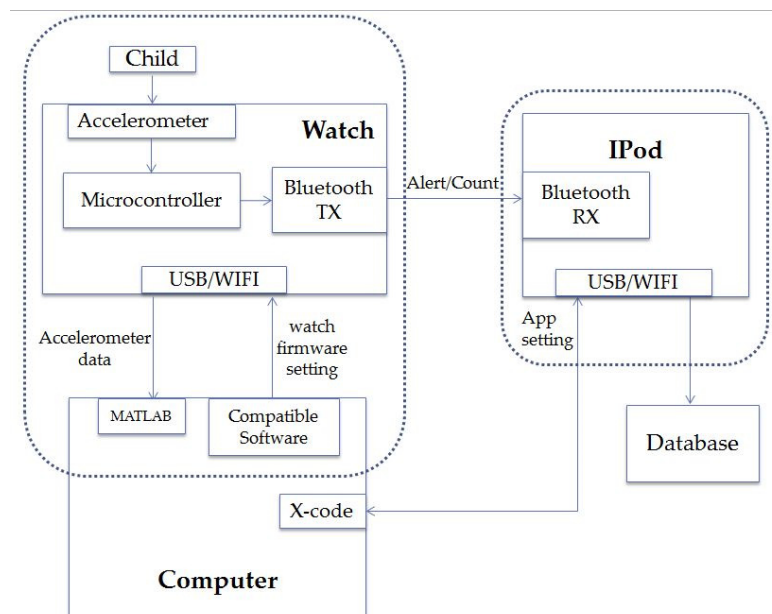 Child
Accelerometer
Watch
IPod
Microcontroller
Bluetooth
TX
Alert/Count
Bluetooth
RX
USB/WIFI
USB/WIFI
Accelerometer
data
watch
firmware
setting
App
setting
MATLAB
Compatible
Software
Database
X-code
Computer